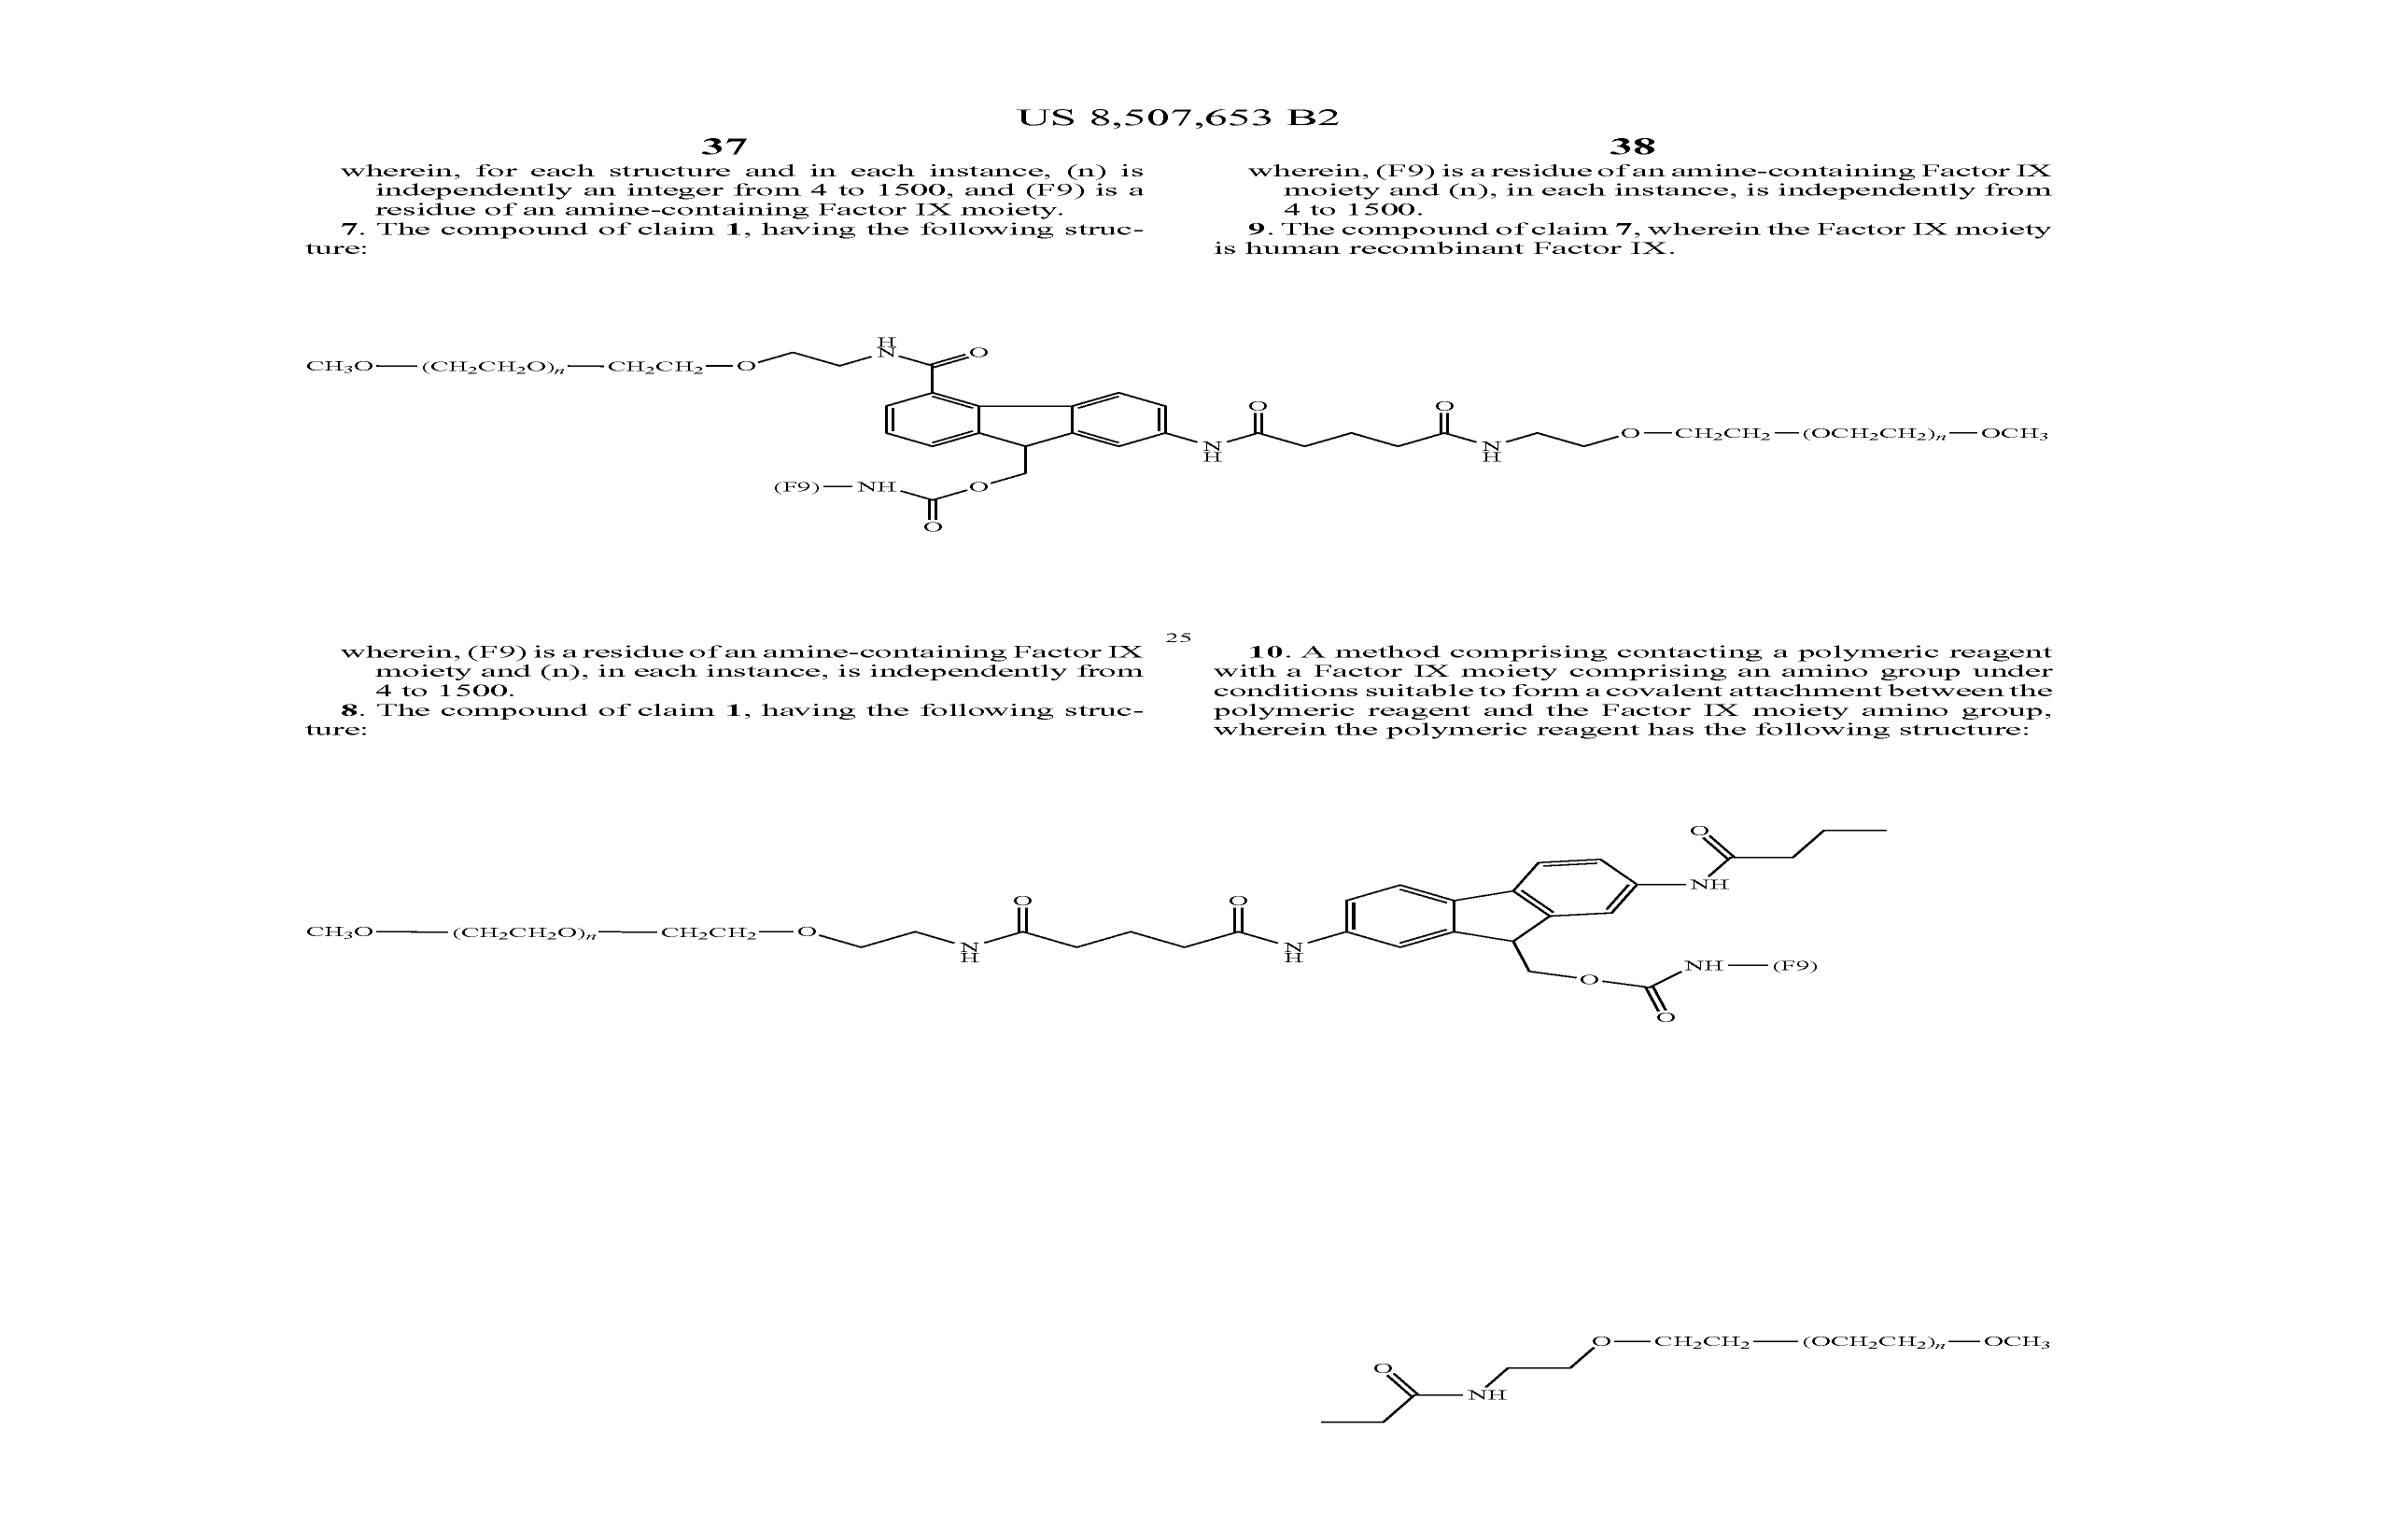 US 8,507,653 B2
37
wherein, for each structure and in each instance, (n) is
independently an integer from 4 to 1500, and (F9) is a
residue of an amine-containing Factor IX moiety.
7. The compound of claim 1, having the following struc-
ture:
38
wherein, (F9) is a residue of an amine-containing Factor IX
moiety and (n), in each instance, is independently from
4 to 1500.
9. The compound of claim 7, wherein the Factor IX moiety
is human recombinant Factor IX.
H
N
O
CH3O—(CH2CH2O)n—CH2CH2—O
O
O
N
H
N
H
O—CH2CH2—(OCH2CH2)n—OCH3
(F9)—NH
O
O
wherein, (F9) is a residue of an amine-containing Factor IX
moiety and (n), in each instance, is independently from
4 to 1500.
8. The compound of claim 1, having the following struc-
ture:
25
10. A method comprising contacting a polymeric reagent
with a Factor IX moiety comprising an amino group under
conditions suitable to form a covalent attachment between the
polymeric reagent and the Factor IX moiety amino group,
wherein the polymeric reagent has the following structure:
O
NH
O
O
CH3O—(CH2CH2O)n—CH2CH2—O
N
H
N
H
NH—(F9)
O
O
O—CH2CH2—(OCH2CH2)n—OCH3
O
NH